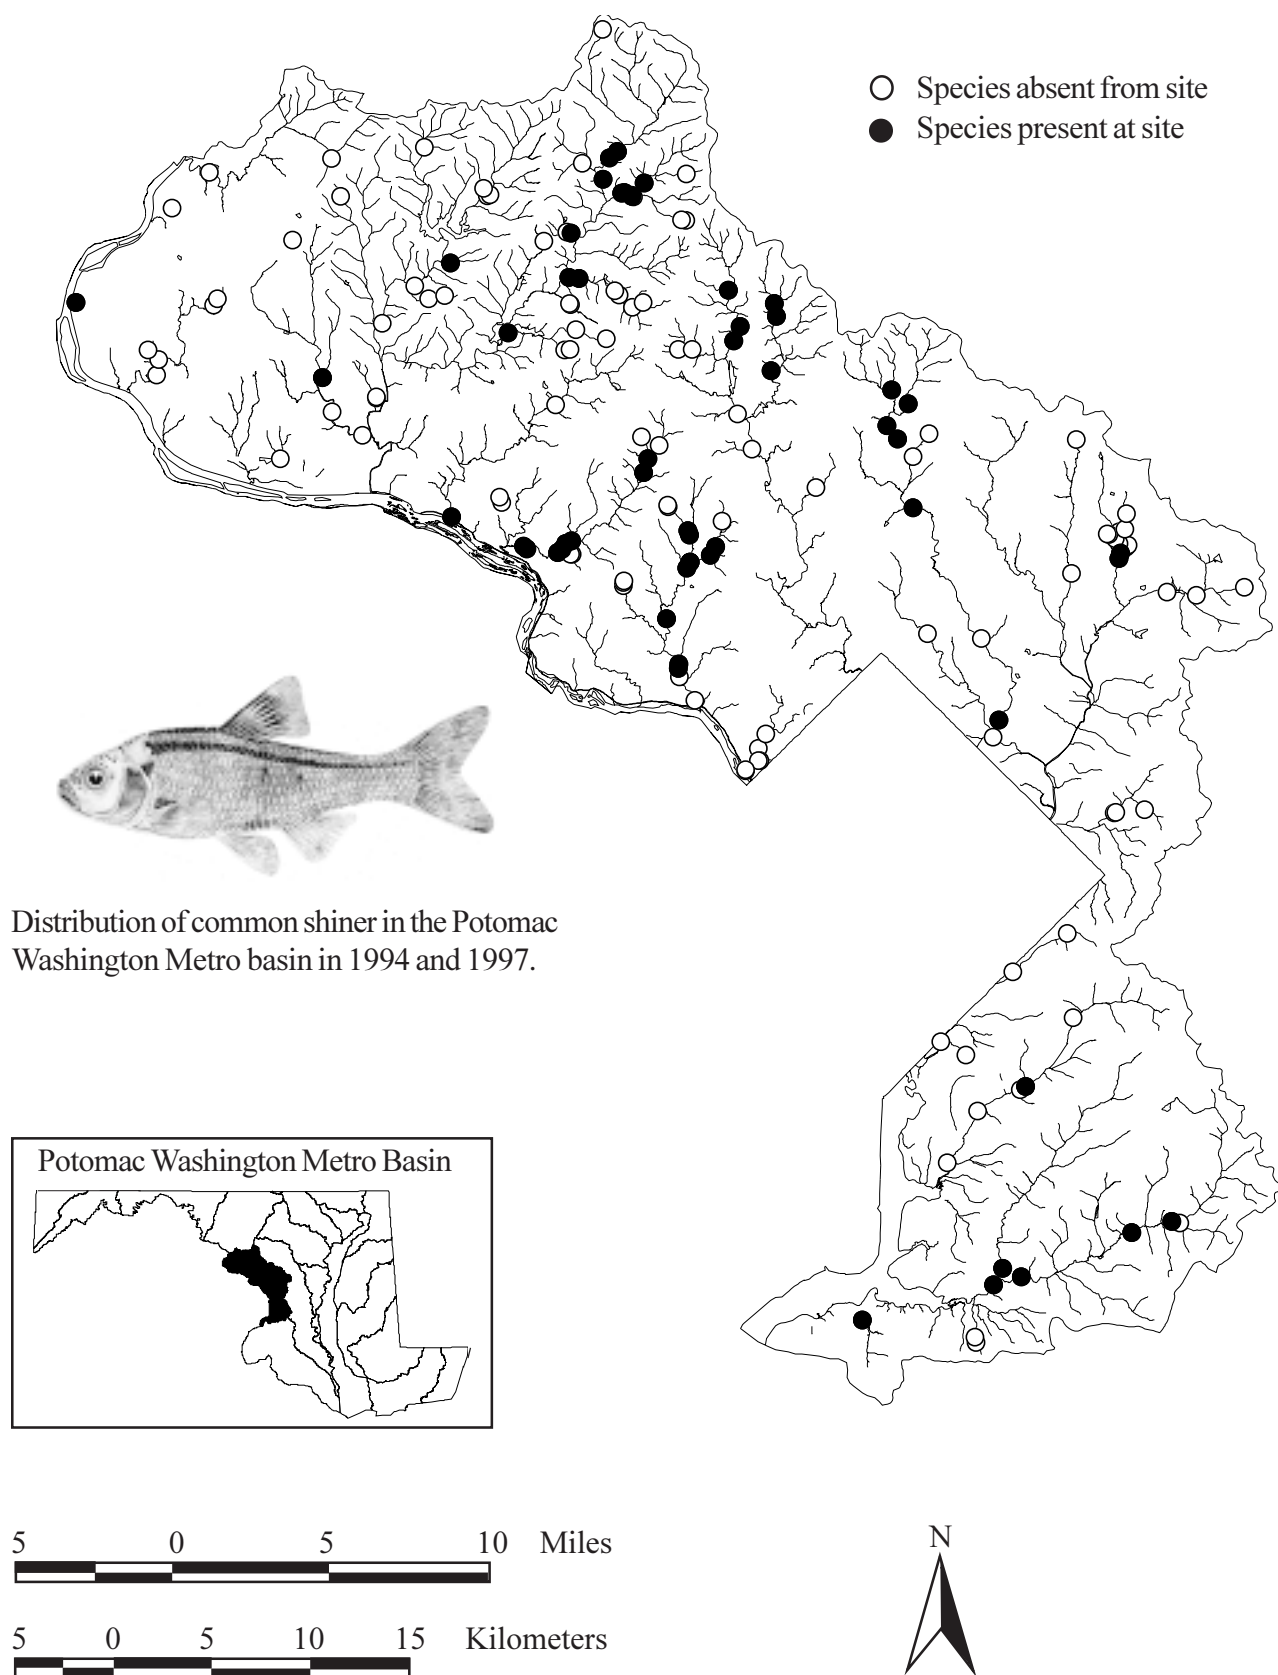 Species absent from site
Species present at site
Distribution of common shiner in the Potomac
Washington Metro basin in 1994 and 1997.
Potomac Washington Metro Basin
5 0 5 10 Miles
5 0 5 10 15 Kilometers
N